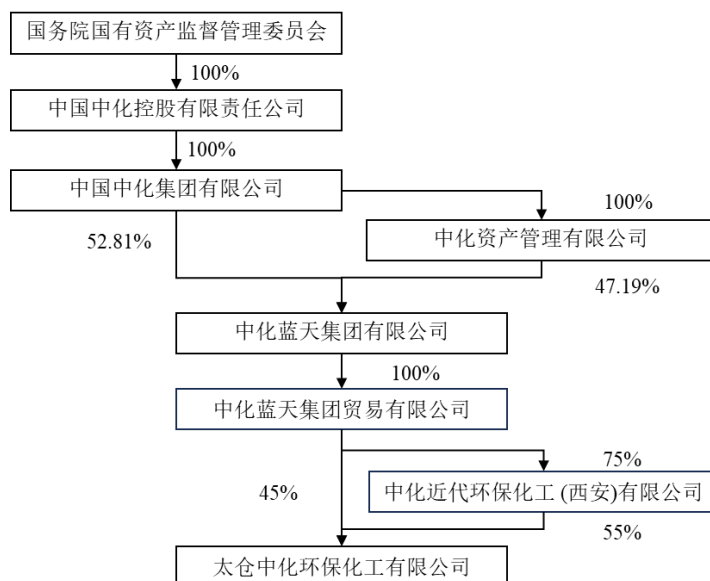 国务院国有资产监督管理委员会
100%
中国中化控股有限责任公司
100%
中国中化集团有限公司
100%
52.81%
中化资产管理有限公司
47.19%
中化蓝天集团有限公司
100%
中化蓝天集团贸易有限公司
75%
45%
中化近代环保化工 (西安)有限公司
55%
太仓中化环保化工有限公司